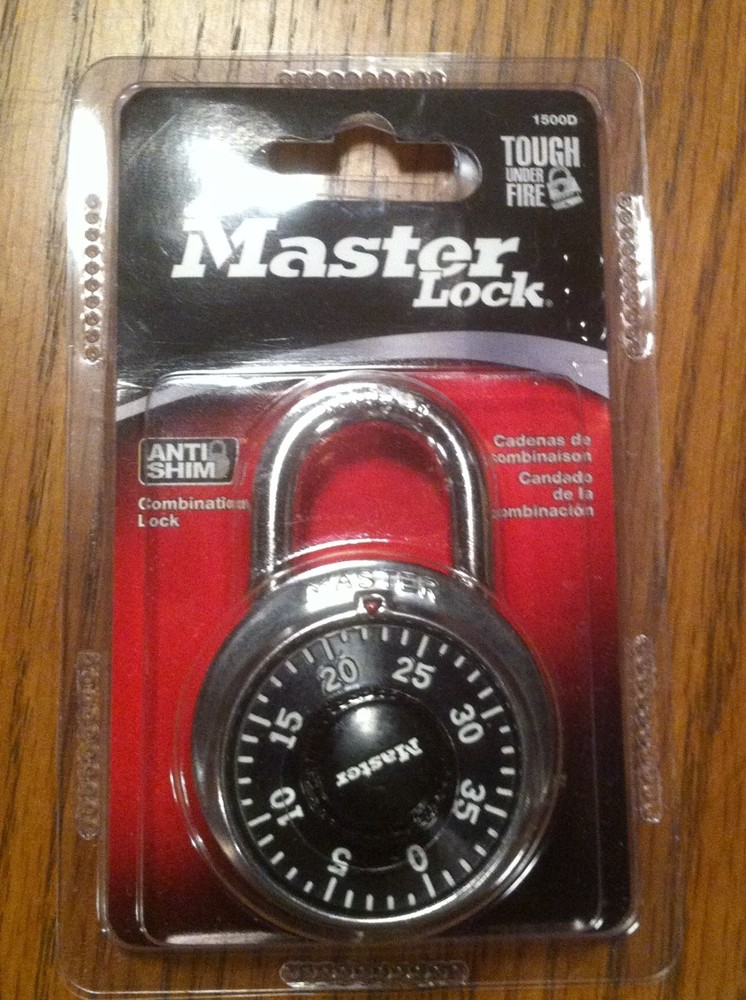 1500D
TOUGH
UNDER
FIRE
Master
Lock
ANTI
SHIM
Combination
Lock
Cadenas de
combinaison
Candado
de la
combinación
MASTER
20
25
15
30
10
35
5
0
Master